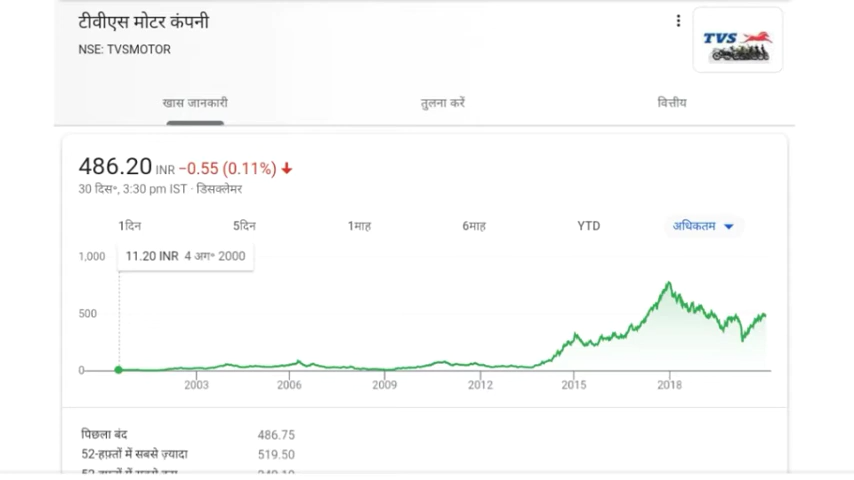 टीवीएस मोटर कंपनी
NSE: TVSMOTOR
TVS
खास जानकारी
तुलना करें
वित्तीय
486.20 INR −0.55 (0.11%)
30 दिस॰, 3:30 pm IST · डिसक्लेमर
1दिन
5दिन
1माह
6माह
YTD
अधिकतम
1,000
11.20 INR 4 अग॰ 2000
500
0
2003 2006 2009 2012 2015 2018
पिछला बंद 486.75
52-हफ़्तों में सबसे ज़्यादा 519.50